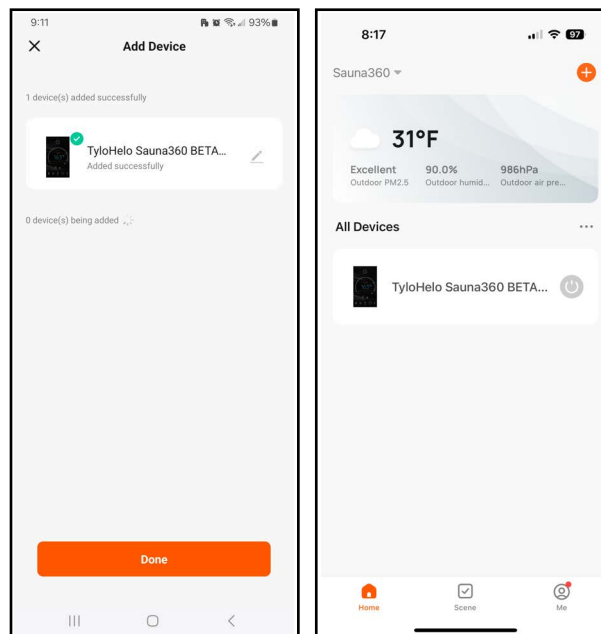 9:11
93%
Add Device
1 device(s) added successfully
TyloHelo Sauna360 BETA...
Added successfully
0 device(s) being added
Done
8:17
97
Sauna360
31°F
Excellent 90.0% 986hPa
Outdoor PM2.5 Outdoor humid... Outdoor air pre...
All Devices
TyloHelo Sauna360 BETA...
Home Scene Me